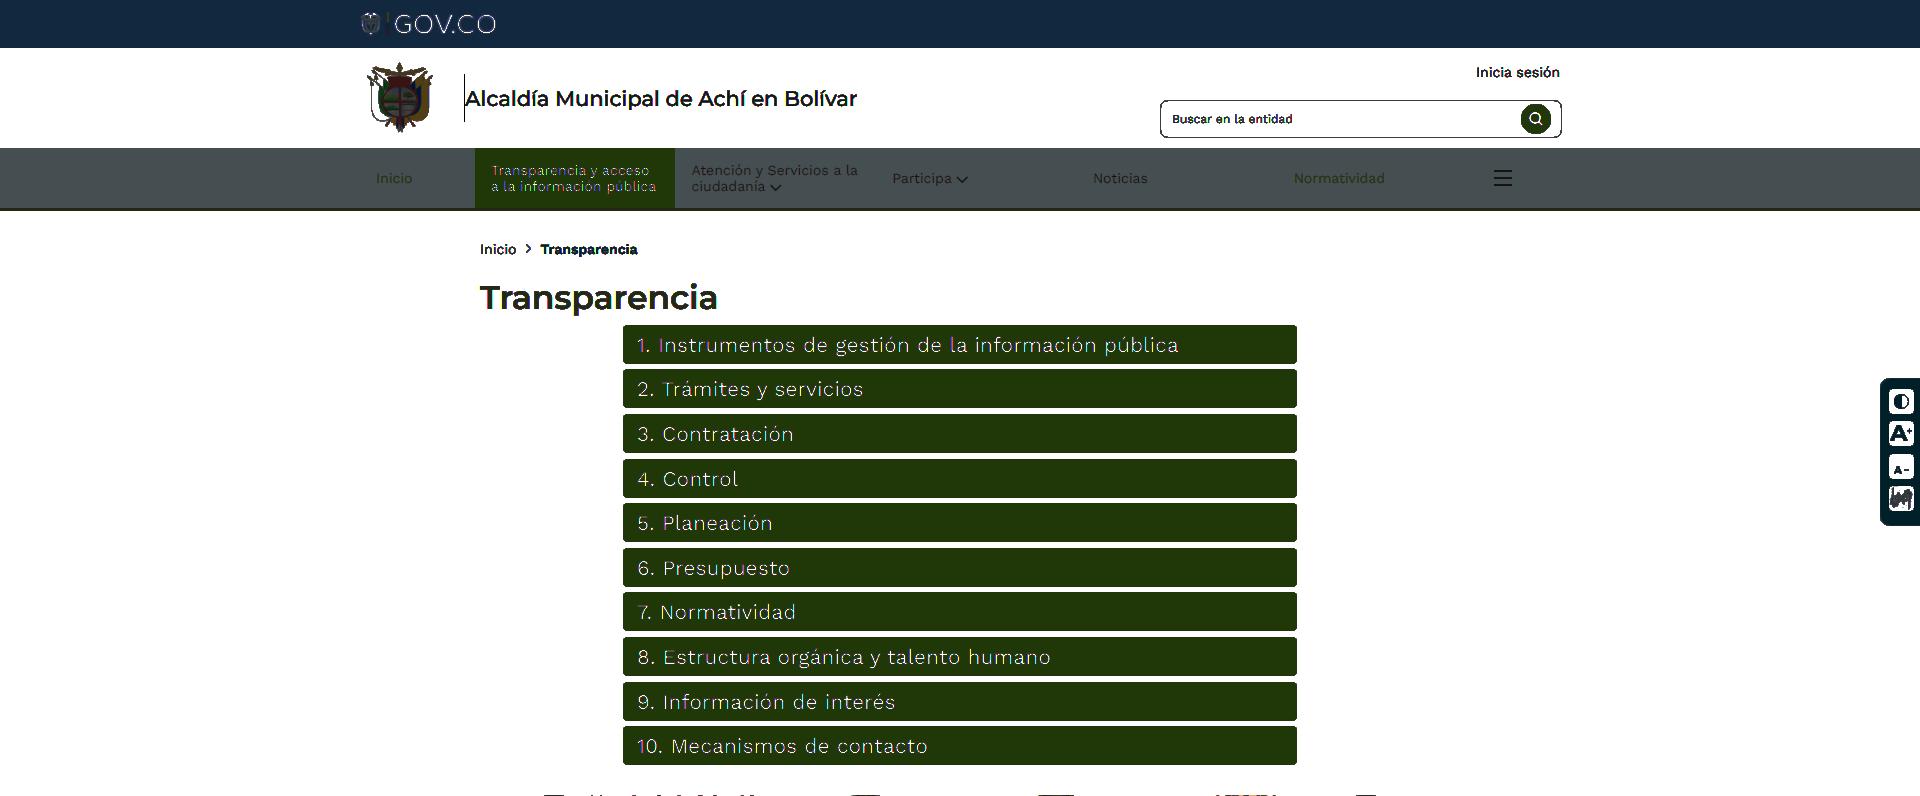 GOV.CO
Inicia sesión
Alcaldía Municipal de Achí en Bolívar
Buscar en la entidad
Inicio
Transparencia y acceso
a la información pública
Atención y Servicios a la
ciudadanía
Participa
Noticias
Normatividad
Inicio > Transparencia
Transparencia
1. Instrumentos de gestión de la información pública
2. Trámites y servicios
3. Contratación
4. Control
5. Planeación
6. Presupuesto
7. Normatividad
8. Estructura orgánica y talento humano
9. Información de interés
10. Mecanismos de contacto
A+
A-